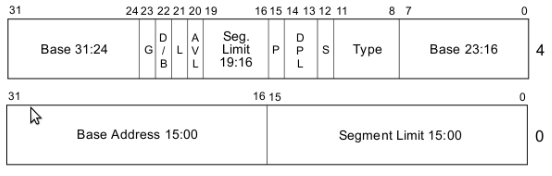 31 24 23 22 21 20 19 16 15 14 13 12 11 8 7 0
Base 31:24 G D/B L AVL Seg. Limit 19:16 P DPL S Type Base 23:16 4
31 16 15 0
Base Address 15:00 Segment Limit 15:00 0